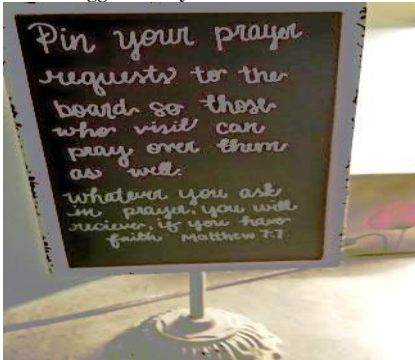 Pin your prayer
requests to the
board so those
who visit can
pray over them
as well.
whatever you ask
in prayer, you will
recieve, if you have
faith Matthew 7:7